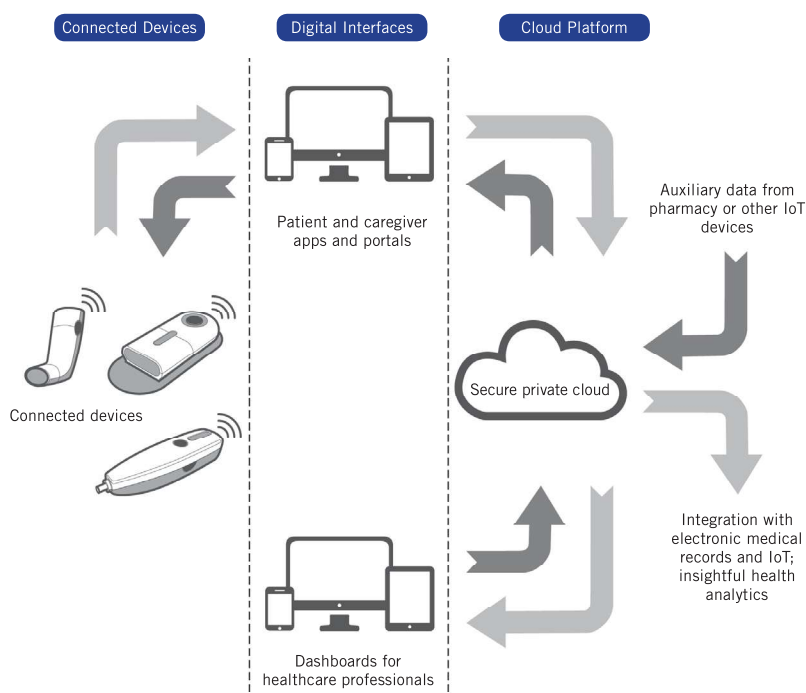 Connected Devices
Digital Interfaces
Cloud Platform
Patient and caregiver
apps and portals
Auxiliary data from
pharmacy or other IoT
devices
Connected devices
Secure private cloud
Integration with
electronic medical
records and IoT;
insightful health
analytics
Dashboards for
healthcare professionals